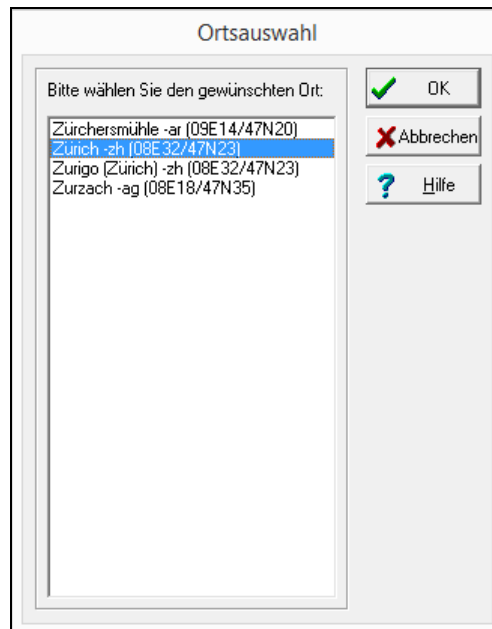 Ortsauswahl
Bitte wählen Sie den gewünschten Ort:
Zürchersmühle -ar (09E14/47N20)
Zürich -zh (08E32/47N23)
Zurigo (Zürich) -zh (08E32/47N23)
Zurzach -ag (08E18/47N35)
OK
Abbrechen
Hilfe